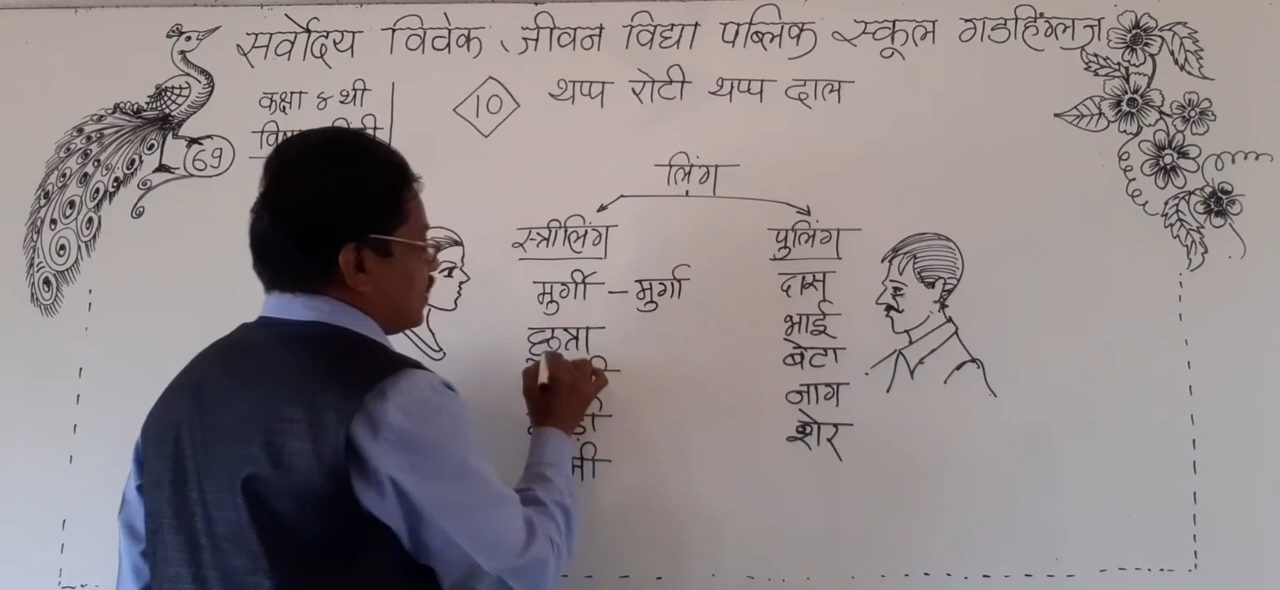 सर्वोदय विवेक, जीवन विद्या पब्लिक स्कूल गडहिंग्लज
कक्षा ४ थी
10 थप्प रोटी थप्प दाल
69
लिंग
स्त्रीलिंग पुलिंग
मुर्गी – मुर्गा दास
भाई
बेटा
नाग
शेर